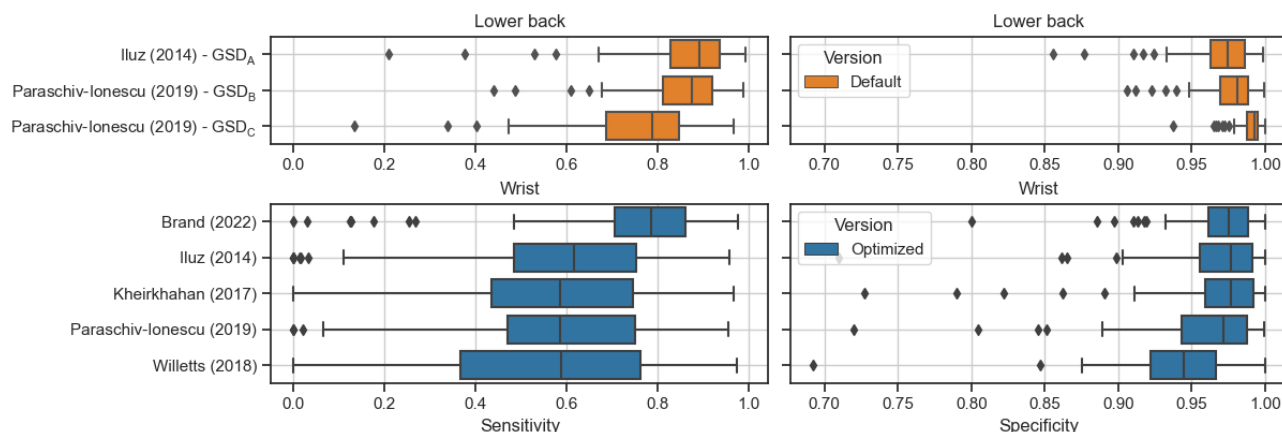 Lower back
Lower back
Iluz (2014) - GSD_A
Paraschiv-Ionescu (2019) - GSD_B
Paraschiv-Ionescu (2019) - GSD_C
Version
Default
0.0 0.2 0.4 0.6 0.8 1.0
0.70 0.75 0.80 0.85 0.90 0.95 1.00
Wrist
Wrist
Brand (2022)
Iluz (2014)
Kheirkhahan (2017)
Paraschiv-Ionescu (2019)
Willetts (2018)
Version
Optimized
0.0 0.2 0.4 0.6 0.8 1.0
0.70 0.75 0.80 0.85 0.90 0.95 1.00
Sensitivity
Specificity